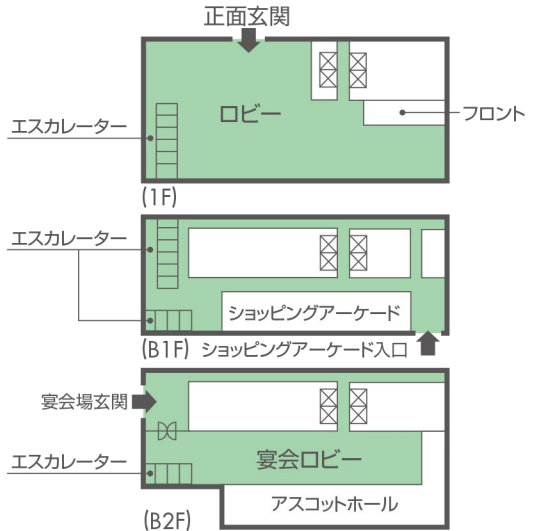 正面玄関
ロビー
エスカレーター
フロント
(1F)
エスカレーター
ショッピングアーケード
(B1F)
ショッピングアーケード入口
宴会場玄関
宴会ロビー
エスカレーター
アスコットホール
(B2F)